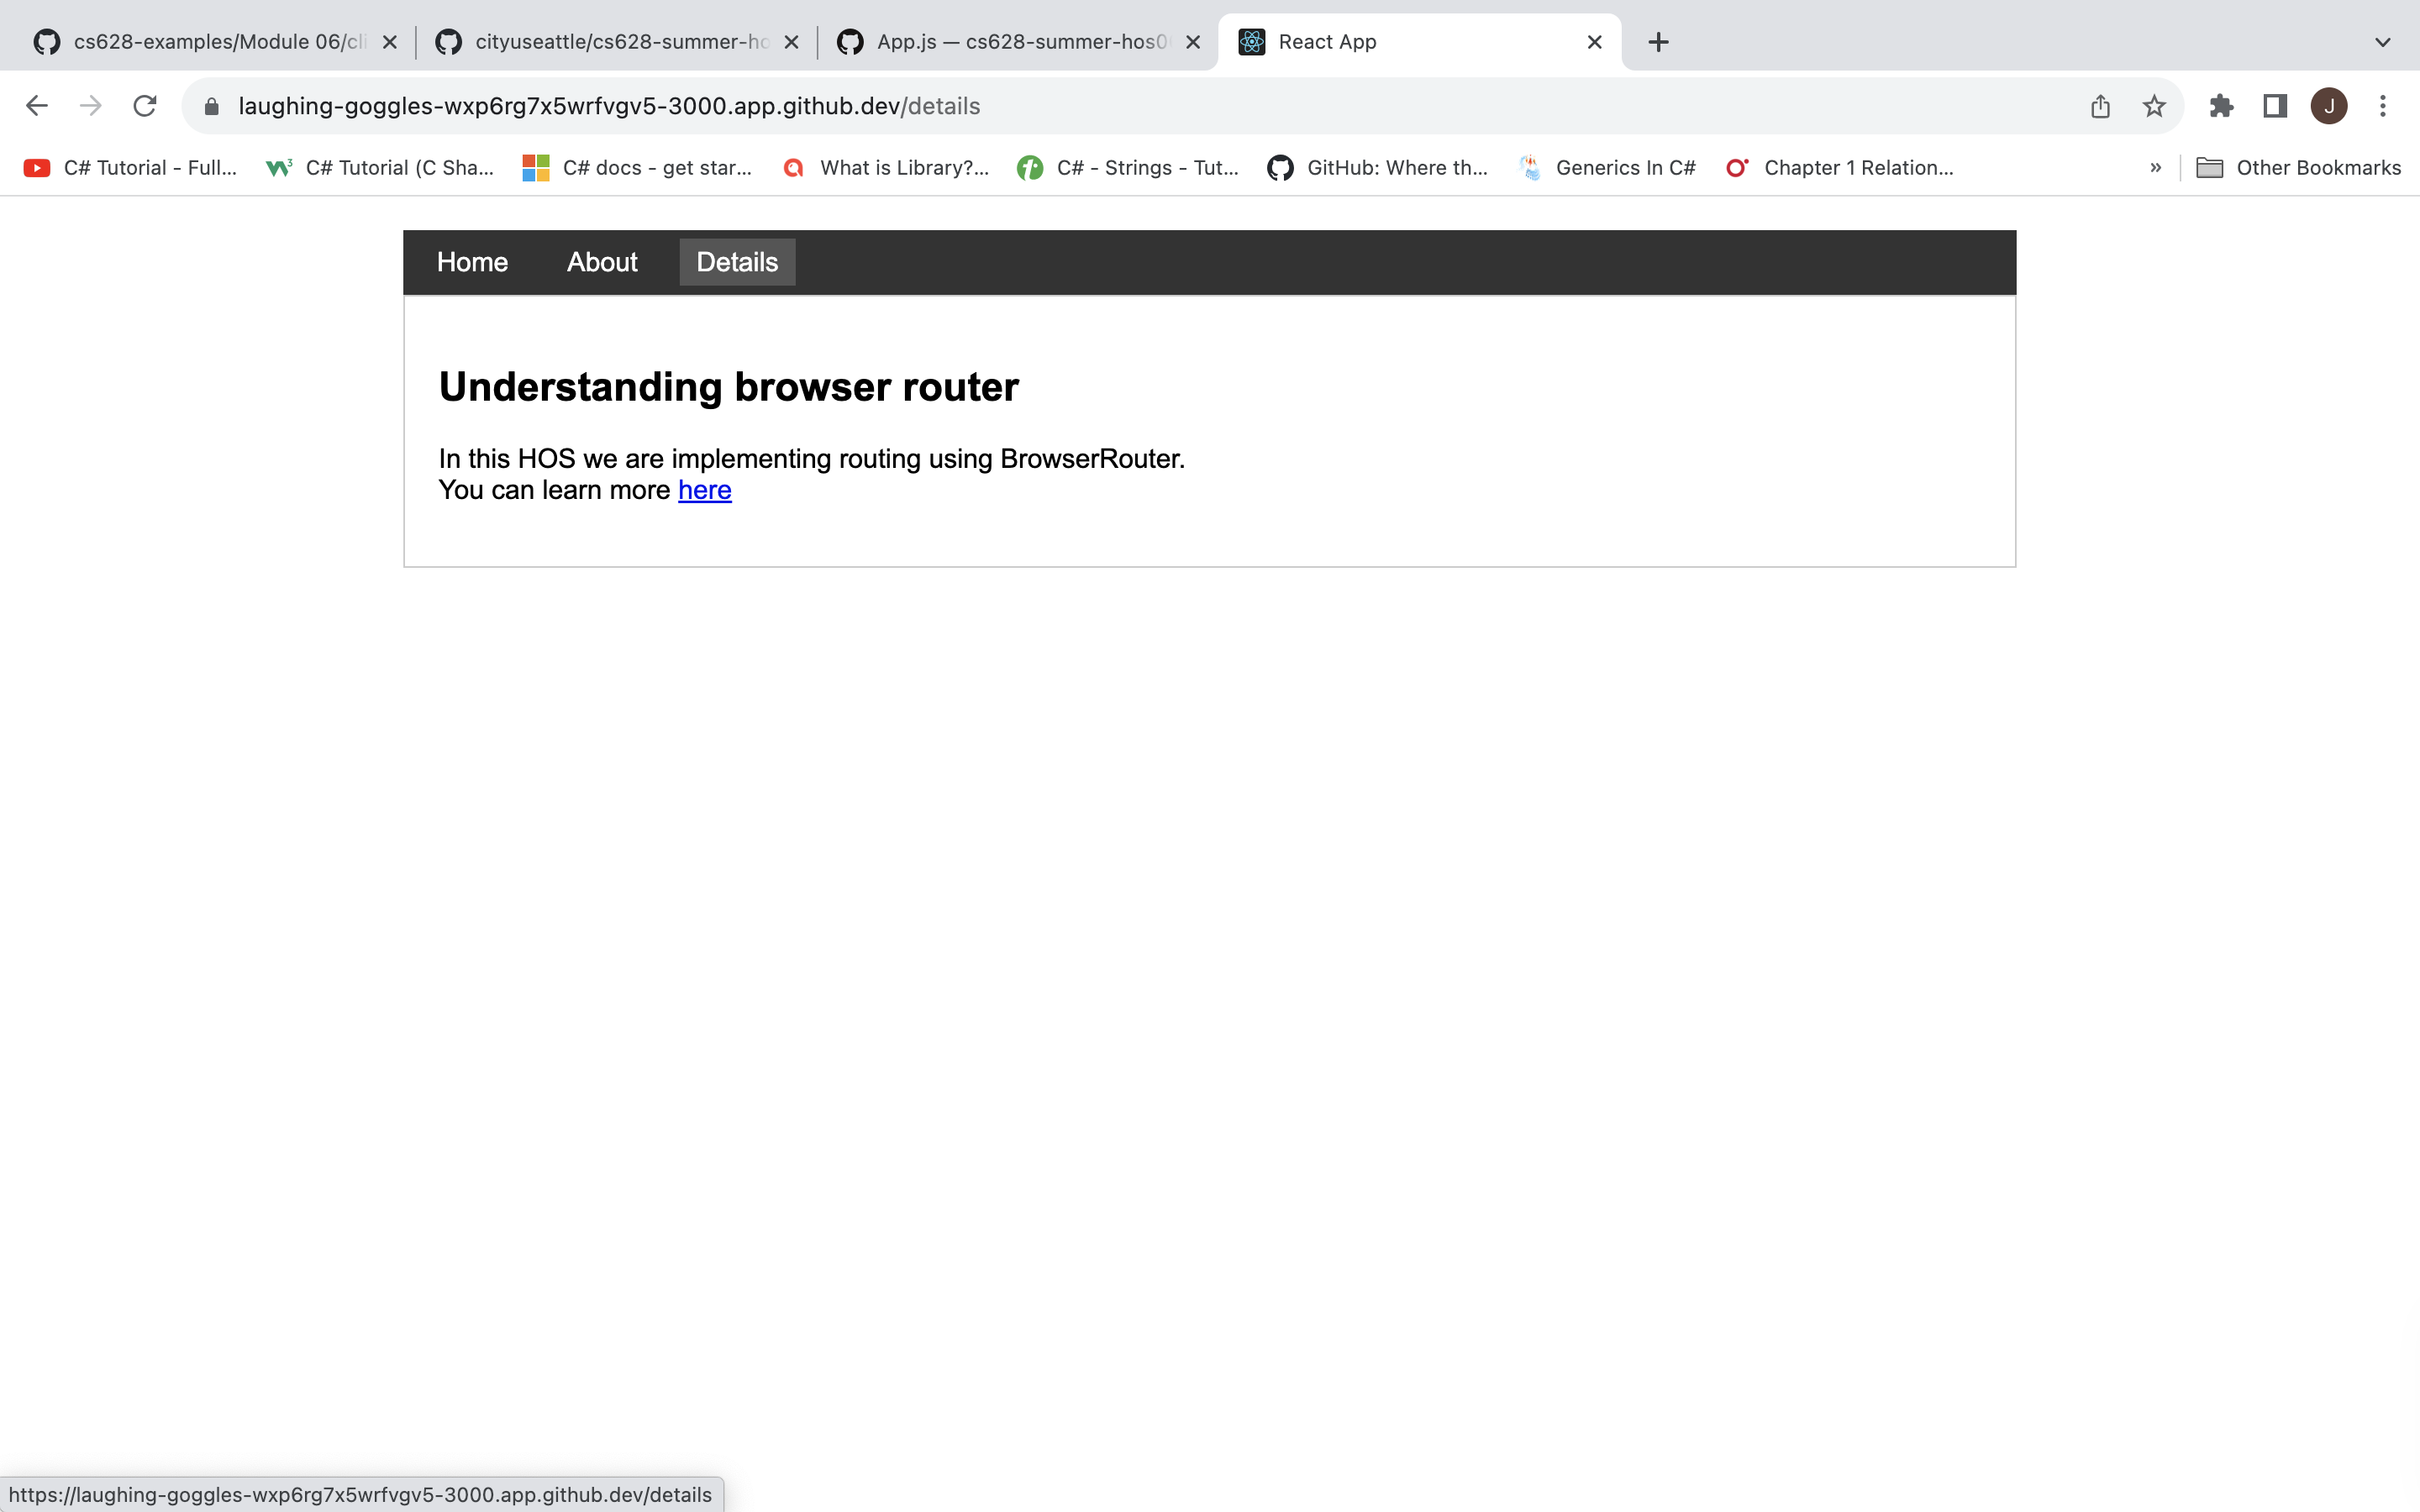 cs628-examples/Module 06/cli
cityuseattle/cs628-summer-ho
App.js — cs628-summer-hos0
React App
laughing-goggles-wxp6rg7x5wrfvgv5-3000.app.github.dev/details
J
C# Tutorial - Full...
C# Tutorial (C Sha...
C# docs - get star...
What is Library?...
C# - Strings - Tut...
GitHub: Where th...
Generics In C#
Chapter 1 Relation...
»
Other Bookmarks
Home About Details
Understanding browser router
In this HOS we are implementing routing using BrowserRouter.
You can learn more here
https://laughing-goggles-wxp6rg7x5wrfvgv5-3000.app.github.dev/details